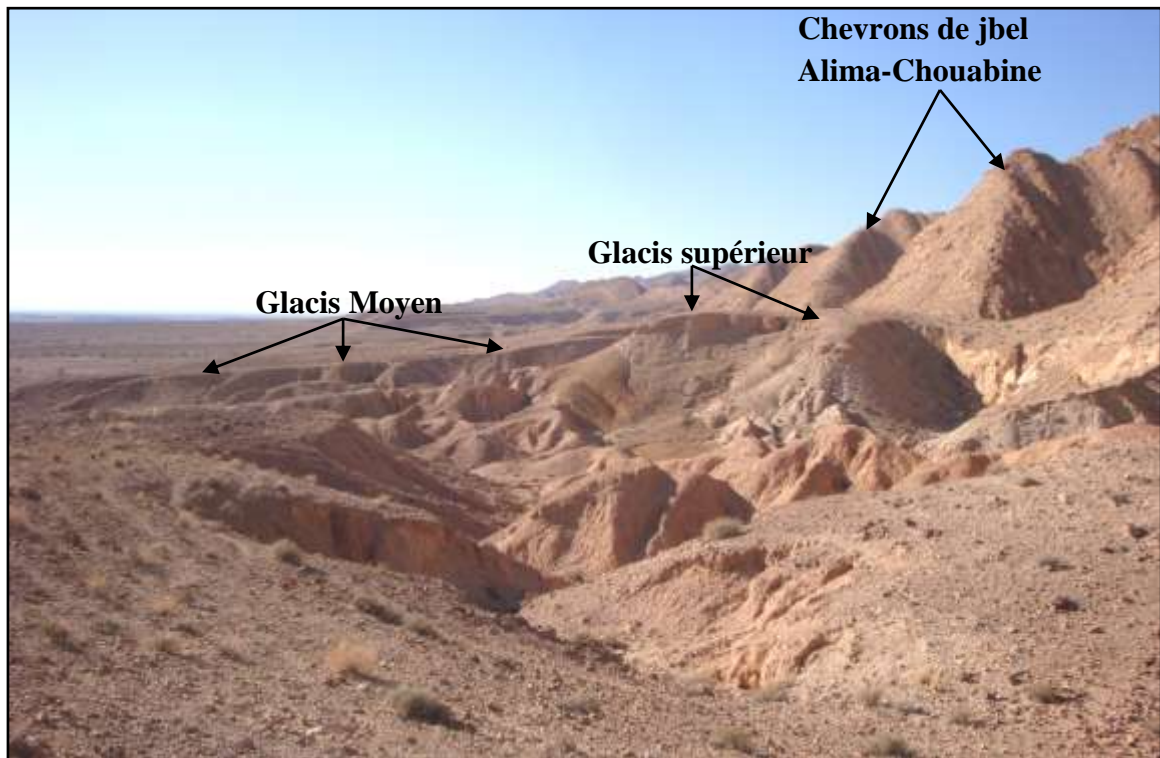 Chevrons de jbel
Alima-Chouabine
Glacis supérieur
Glacis Moyen